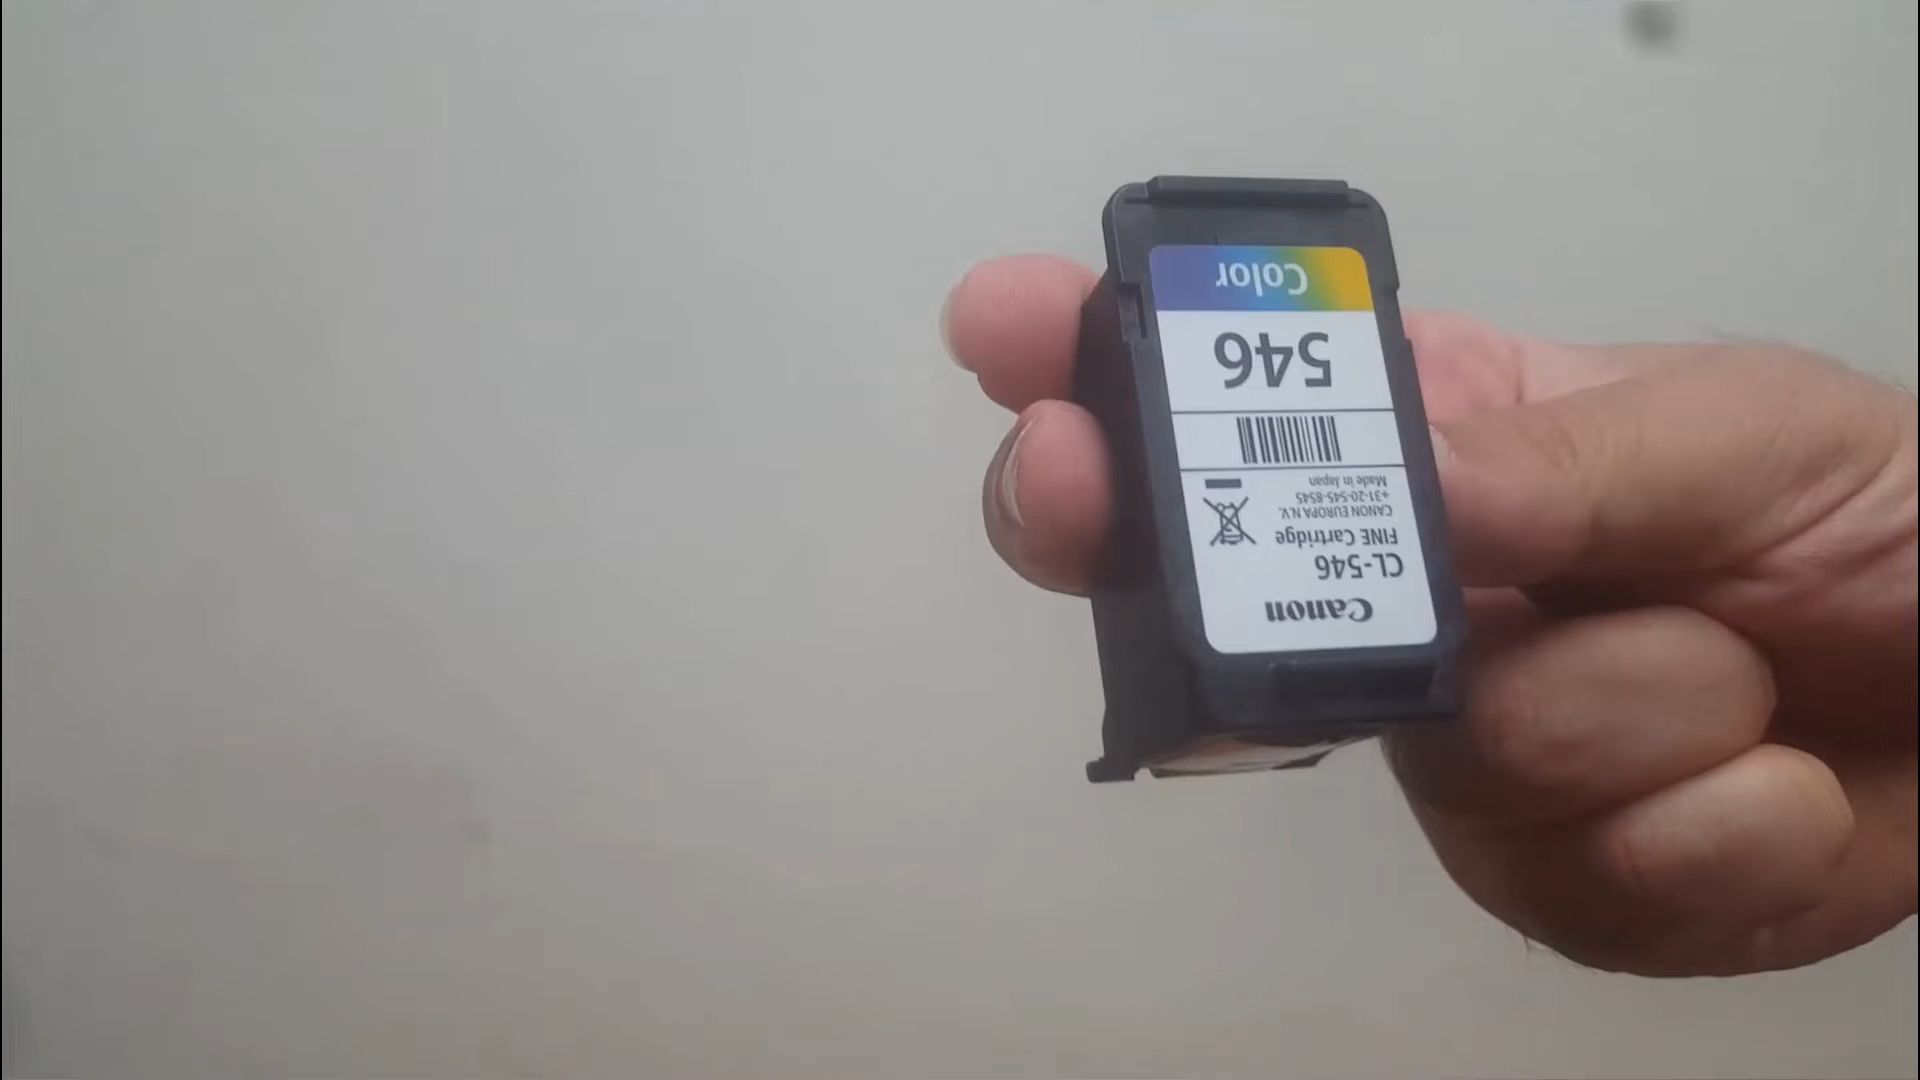 Canon
CL-546
FINE Cartridge
CANON EUROPA N.V.
+31-20-545-8545
Made in Japan
546
Color